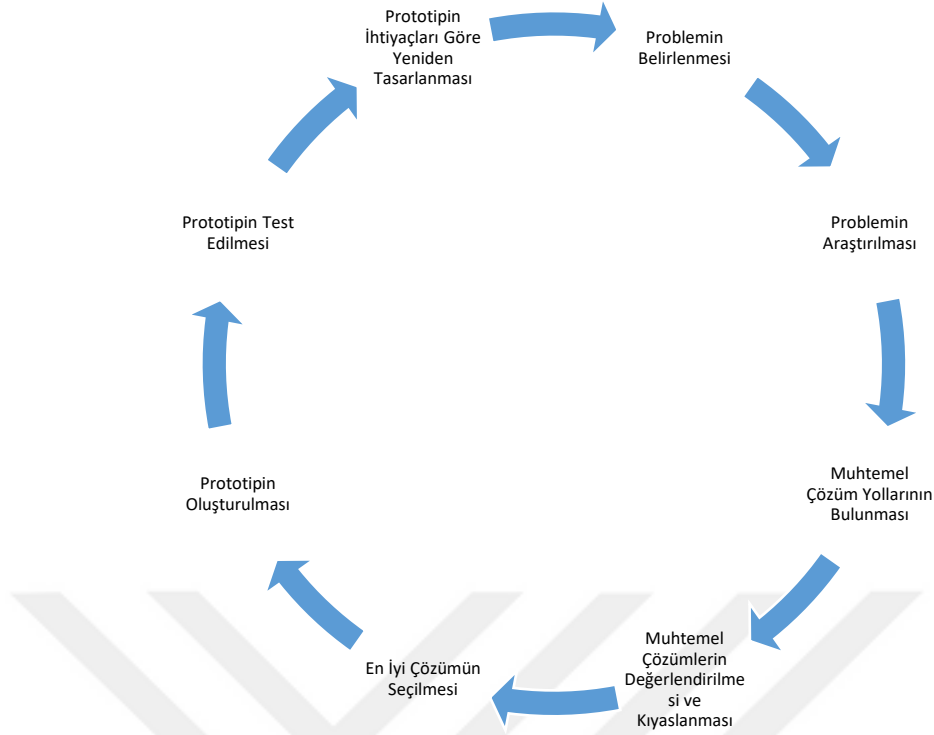 Prototipin
İhtiyaçları Göre
Yeniden
Tasarlanması
Problemin
Belirlenmesi
Problemin
Araştırılması
Muhtemel
Çözüm Yollarının
Bulunması
Muhtemel
Çözümlerin
Değerlendirilme
si ve
Kıyaslanması
En İyi Çözümün
Seçilmesi
Prototipin
Oluşturulması
Prototipin Test
Edilmesi